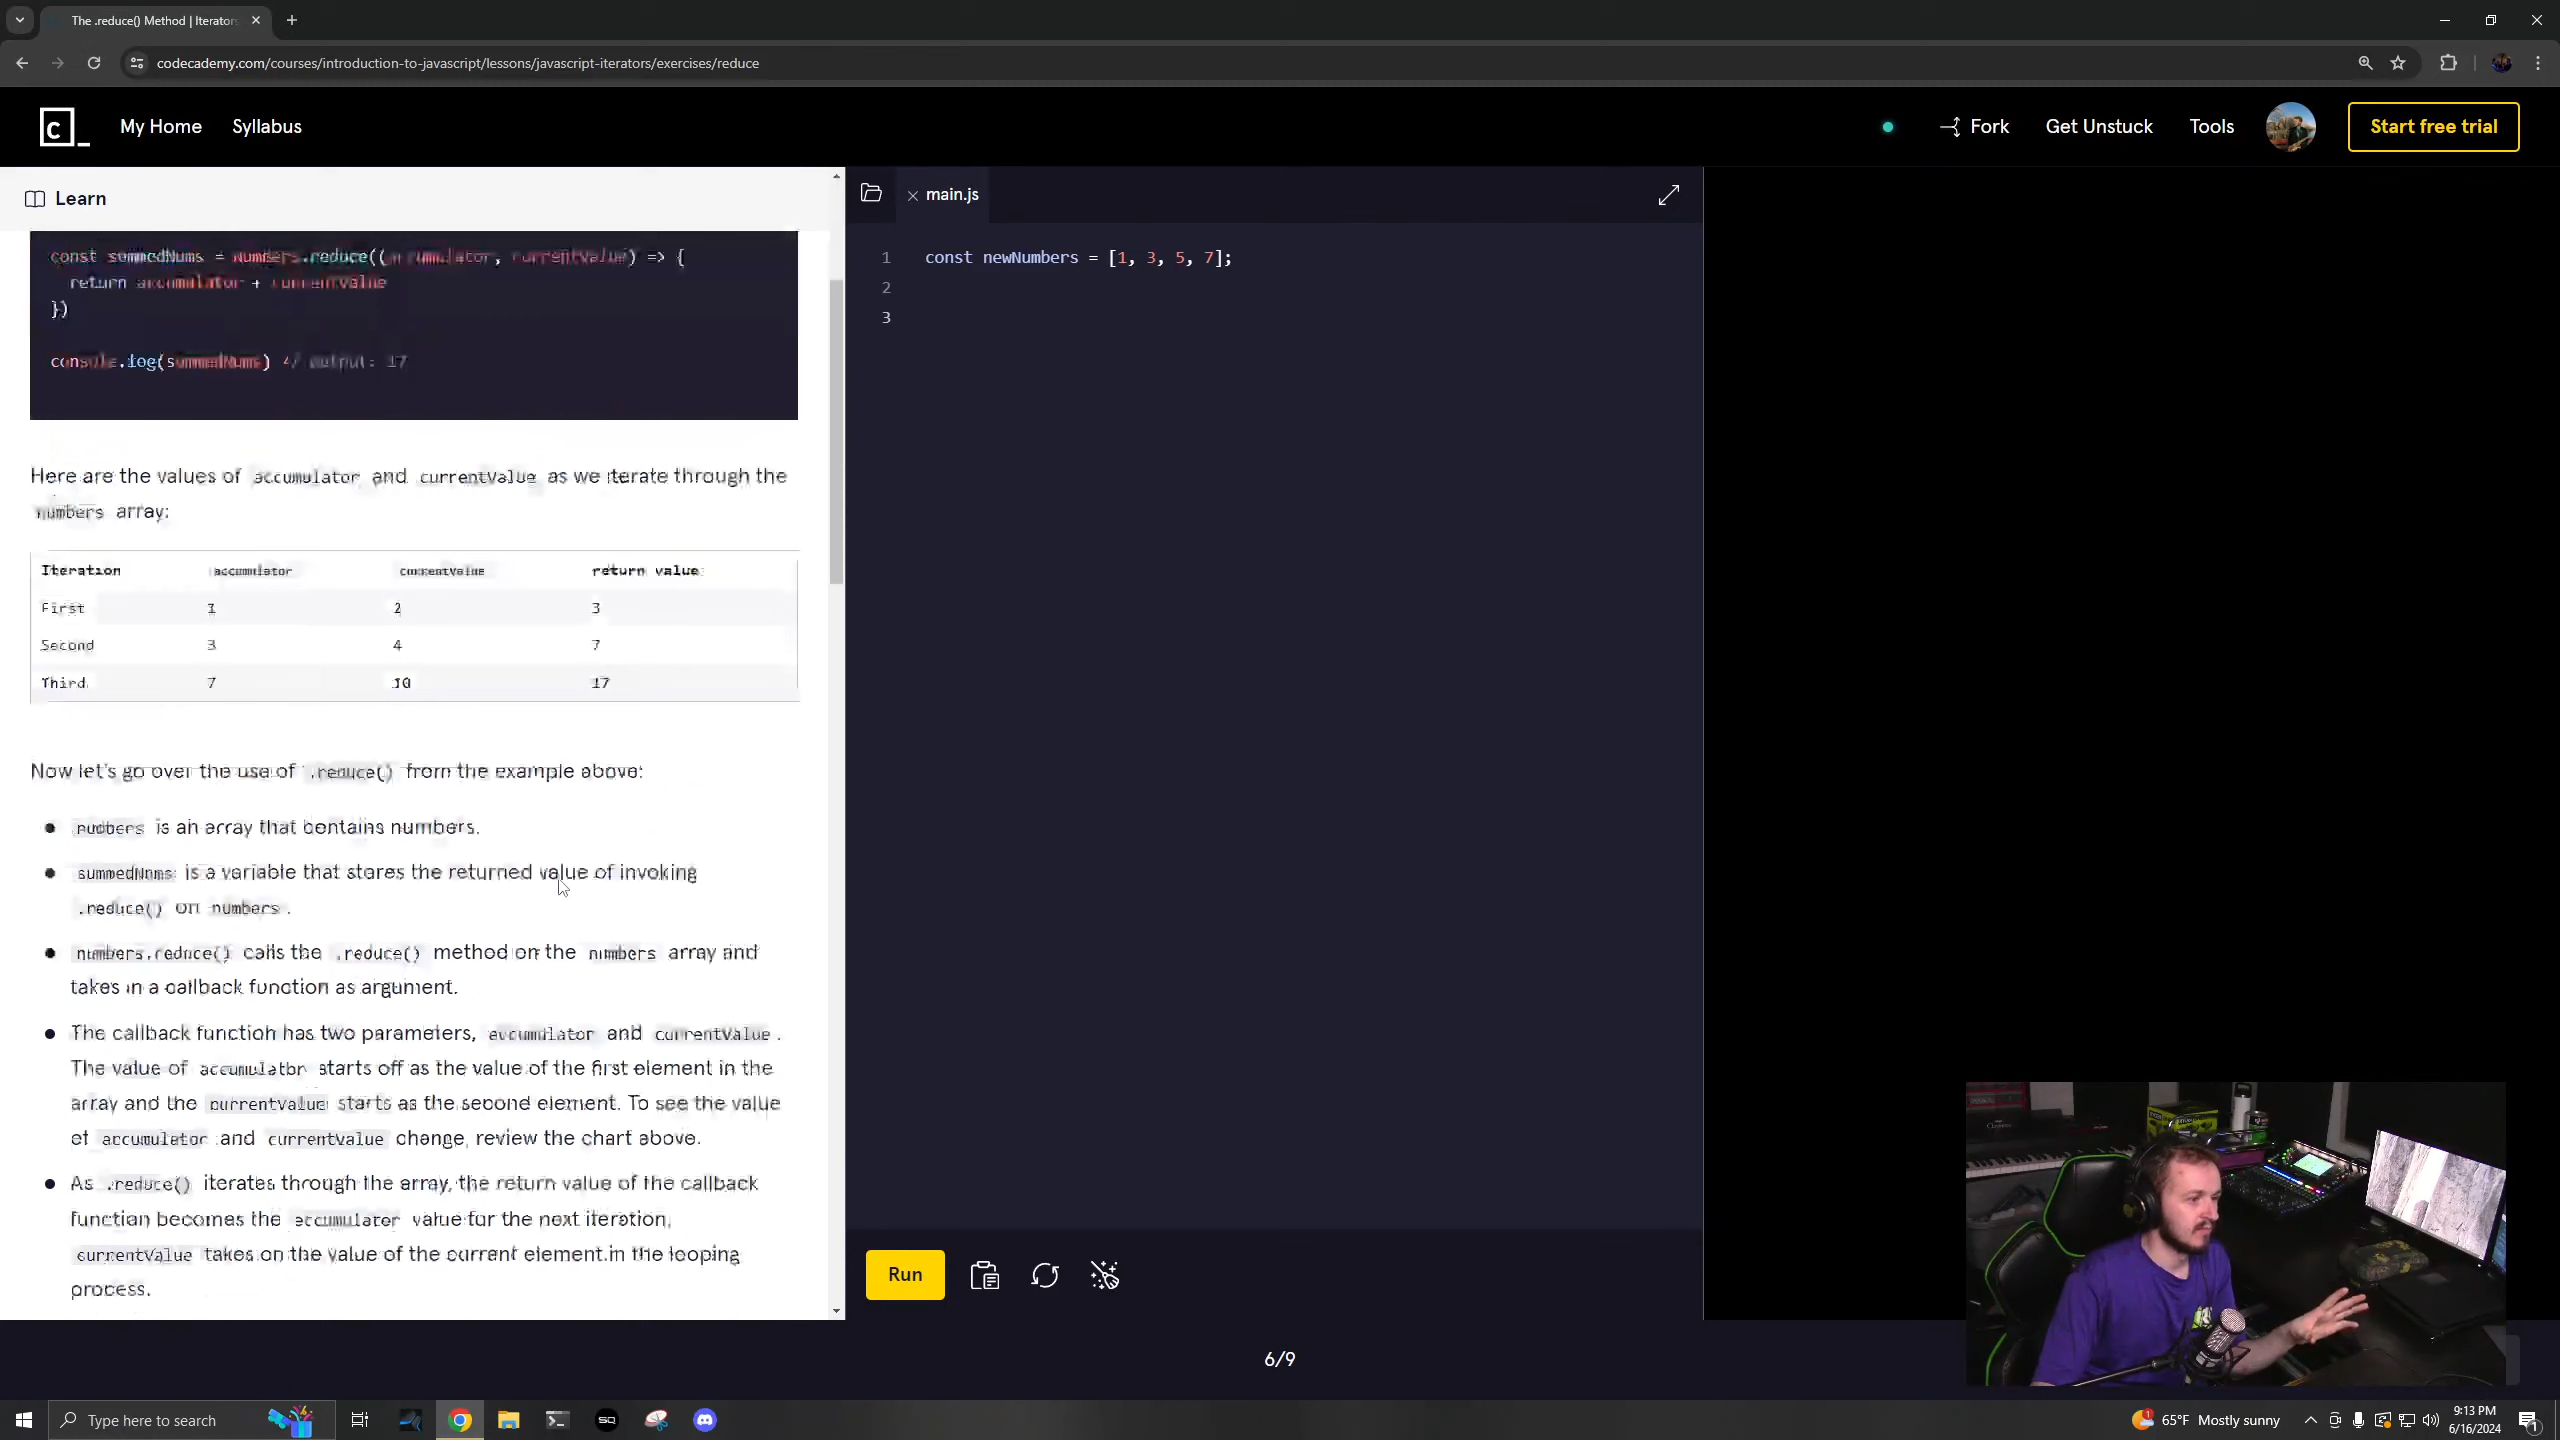 The .reduce() Method | Iterators
codecademy.com/courses/introduction-to-javascript/lessons/javascript-iterators/exercises/reduce
My Home
Syllabus
Fork
Get Unstuck
Tools
Start free trial
Learn
const summedNums = numbers.reduce((accumulator, currentValue) => {
return accumulator + currentValue
})
console.log(summedNums) // output: 17
Here are the values of accumulator and currentValue as we iterate through the
numbers array:
Iteration accumulator currentValue return value
First 1 2 3
Second 3 4 7
Third 7 10 17
Now let's go over the use of .reduce() from the example above:
numbers is an array that contains numbers.
summedNums is a variable that stores the returned value of invoking
.reduce() on numbers .
numbers.reduce() calls the .reduce() method on the numbers array and
takes in a callback function as argument.
The callback function has two parameters, accumulator and currentValue .
The value of accumulator starts off as the value of the first element in the
array and the currentValue starts as the second element. To see the value
of accumulator and currentValue change, review the chart above.
As .reduce() iterates through the array, the return value of the callback
function becomes the accumulator value for the next iteration,
currentValue takes on the value of the current element in the looping
process.
main.js
1 const newNumbers = [1, 3, 5, 7];
2
3
Run
6/9
Type here to search
65°F Mostly sunny
9:13 PM
6/16/2024